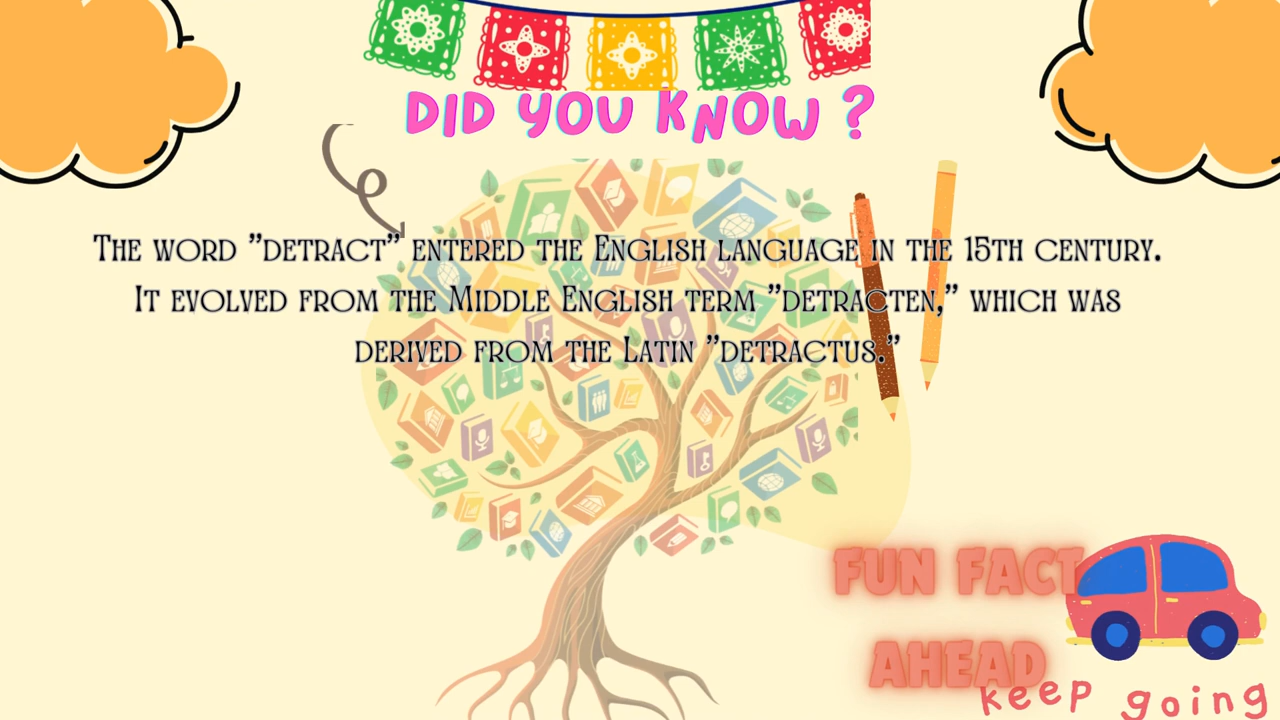 DID YOU KNOW ?
The word "detract" entered the English language in the 15th century.
It evolved from the Middle English term "detracten," which was
derived from the Latin "detractus."
FUN FACT
AHEAD
keep going